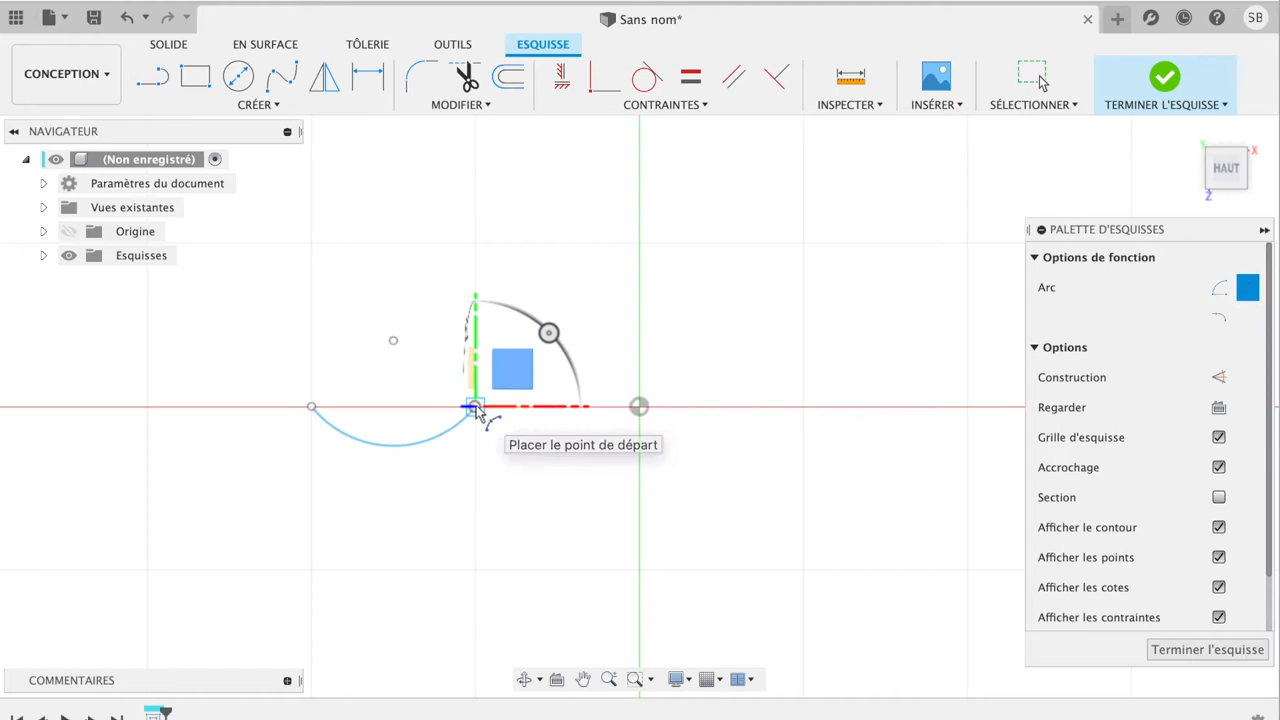 Sans nom*
SB
SOLIDE EN SURFACE TÔLERIE OUTILS ESQUISSE
CONCEPTION
CRÉER MODIFIER CONTRAINTES INSPECTER INSÉRER SÉLECTIONNER TERMINER L'ESQUISSE
NAVIGATEUR
(Non enregistré)
Paramètres du document
Vues existantes
Origine
Esquisses
Y X
HAUT
Z
PALETTE D'ESQUISSES
Options de fonction
Arc
Options
Construction
Regarder
Grille d'esquisse
Accrochage
Section
Afficher le contour
Afficher les points
Afficher les cotes
Afficher les contraintes
Terminer l'esquisse
Placer le point de départ
COMMENTAIRES